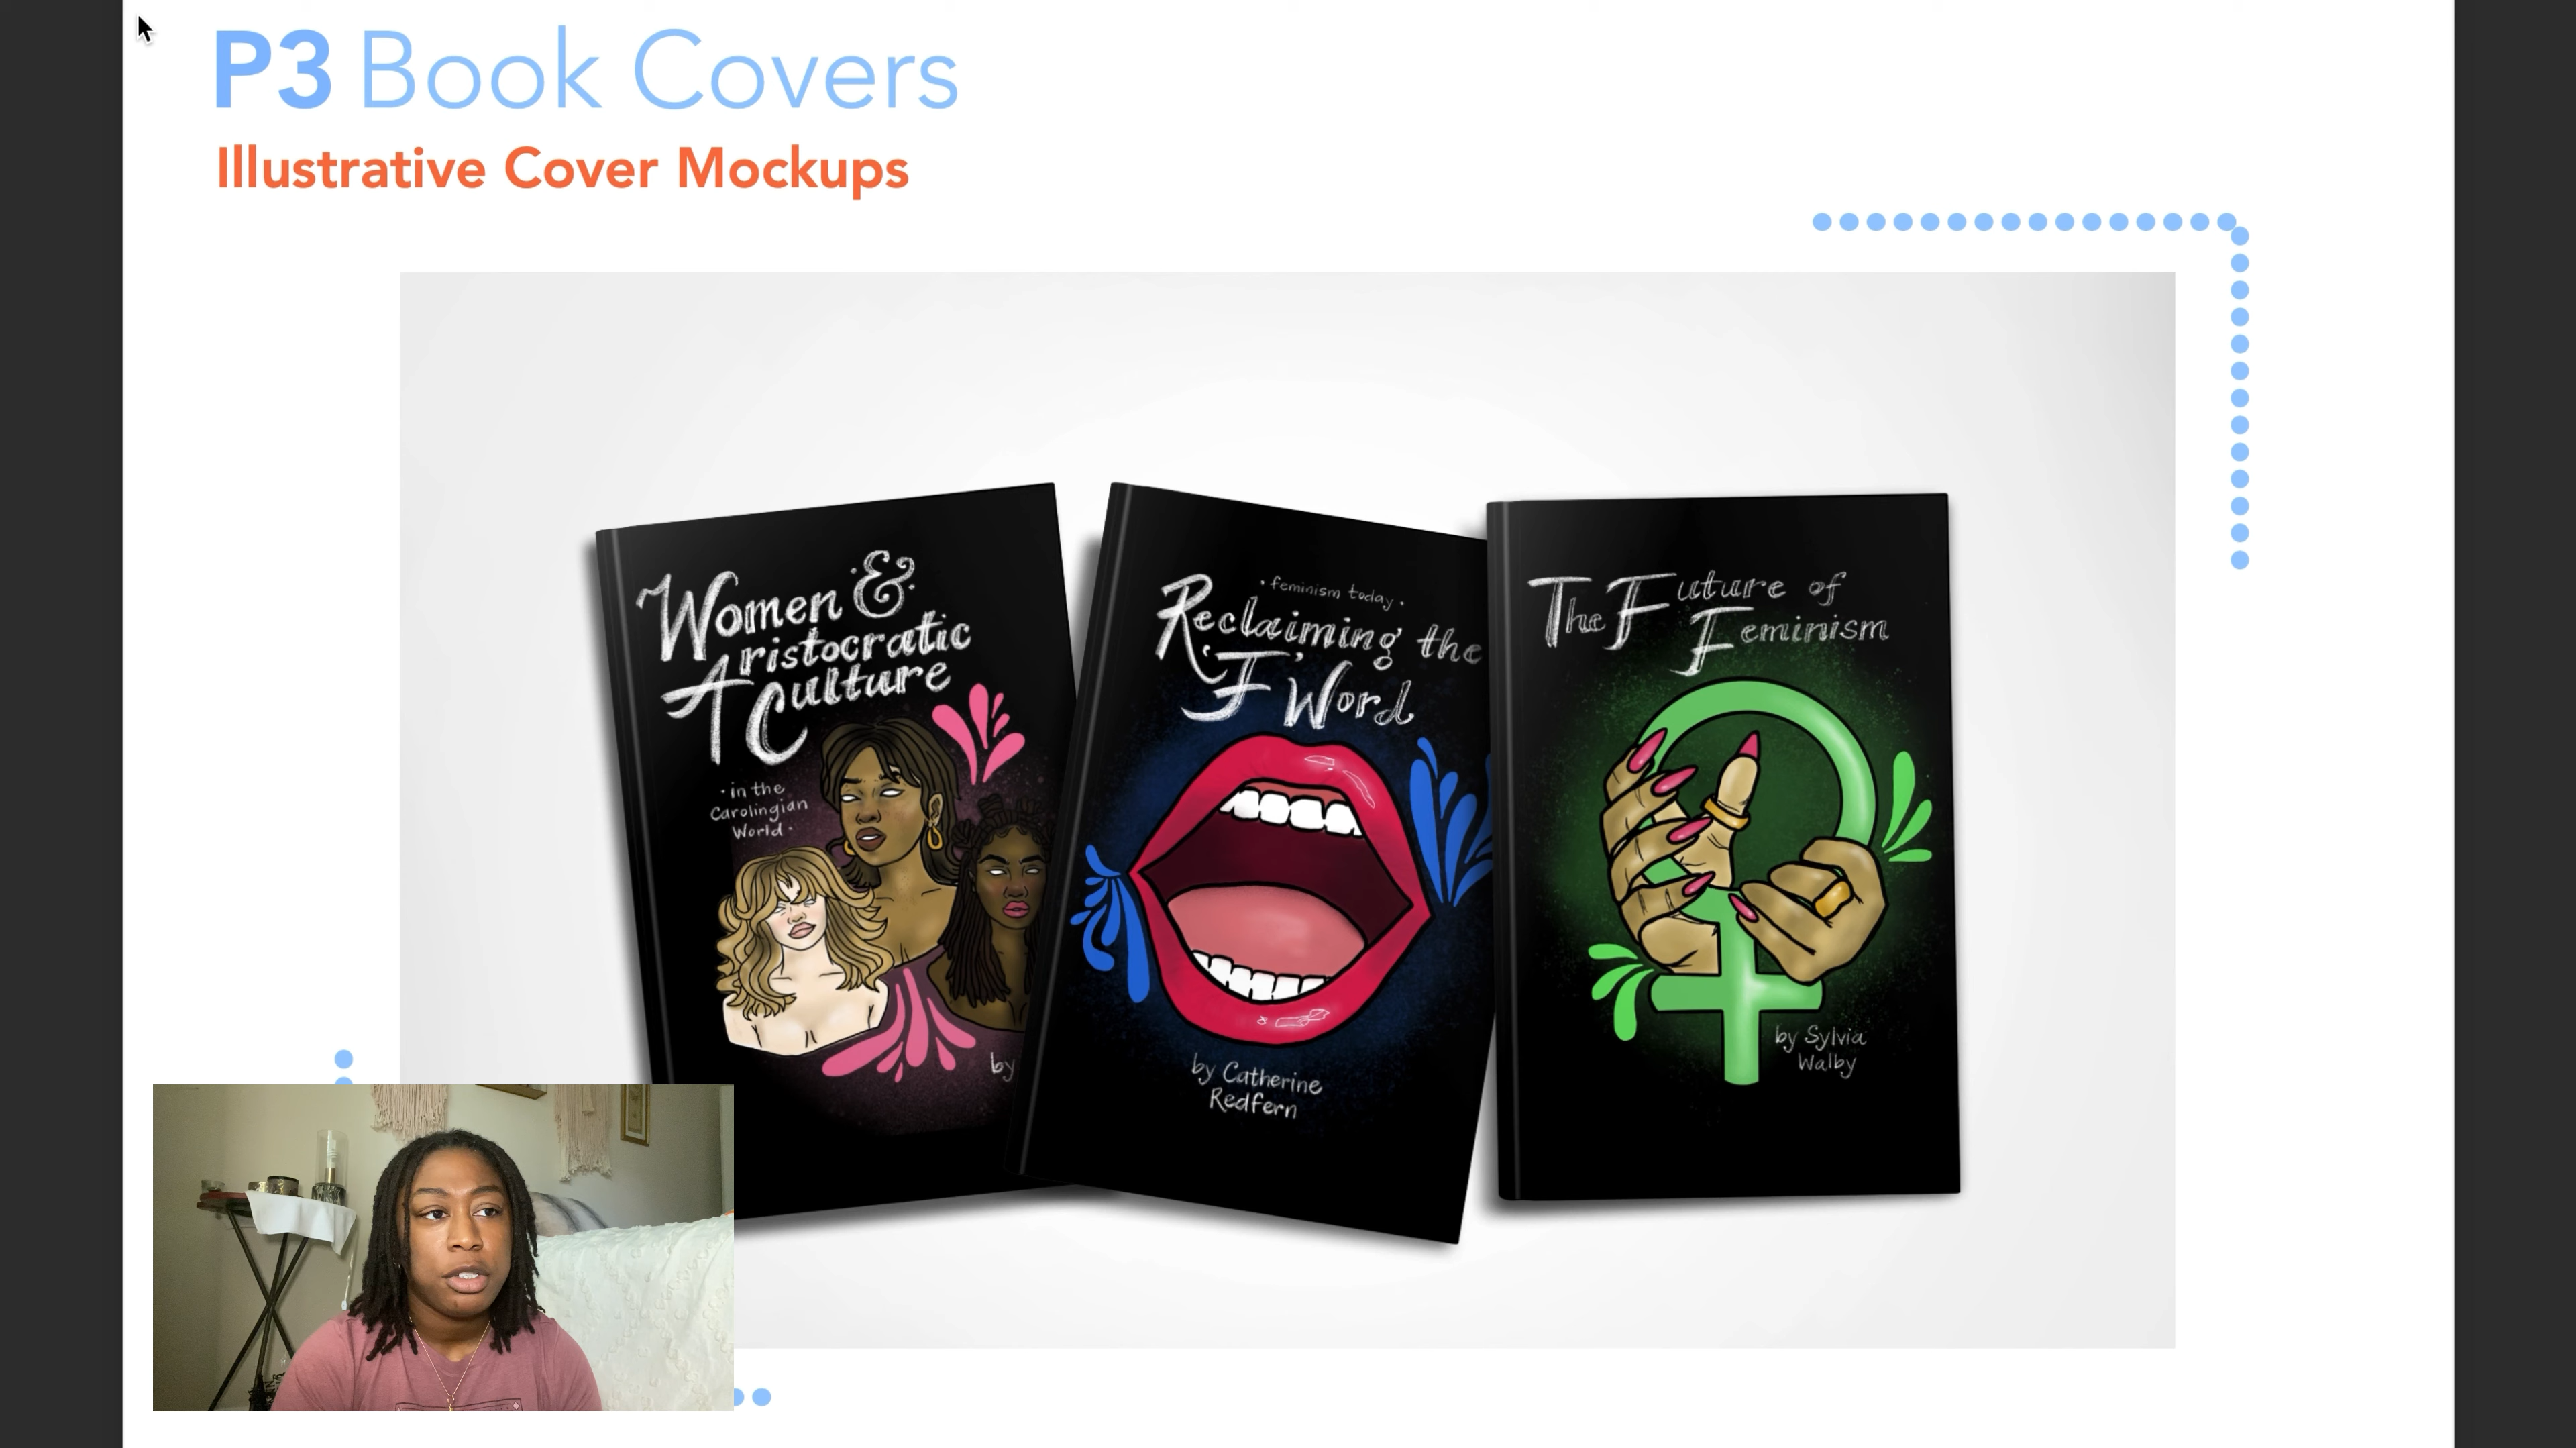 P3 Book Covers
Illustrative Cover Mockups
Women &
Aristocratic
Culture
·in the
Carolingian
World·
by
·feminism today·
Reclaiming the
'F' Word
by Catherine
Redfern
The Future of
Feminism
by Sylvia
Walby